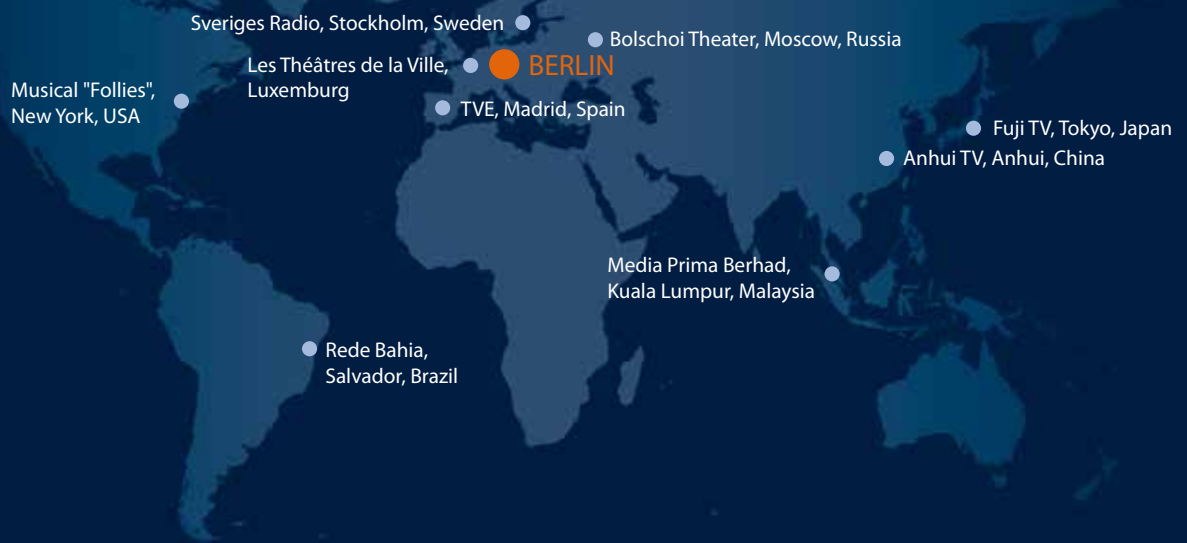 Sveriges Radio, Stockholm, Sweden
Bolschoi Theater, Moscow, Russia
Les Théâtres de la Ville,
Luxemburg
BERLIN
Musical "Follies",
New York, USA
TVE, Madrid, Spain
Fuji TV, Tokyo, Japan
Anhui TV, Anhui, China
Media Prima Berhad,
Kuala Lumpur, Malaysia
Rede Bahia,
Salvador, Brazil